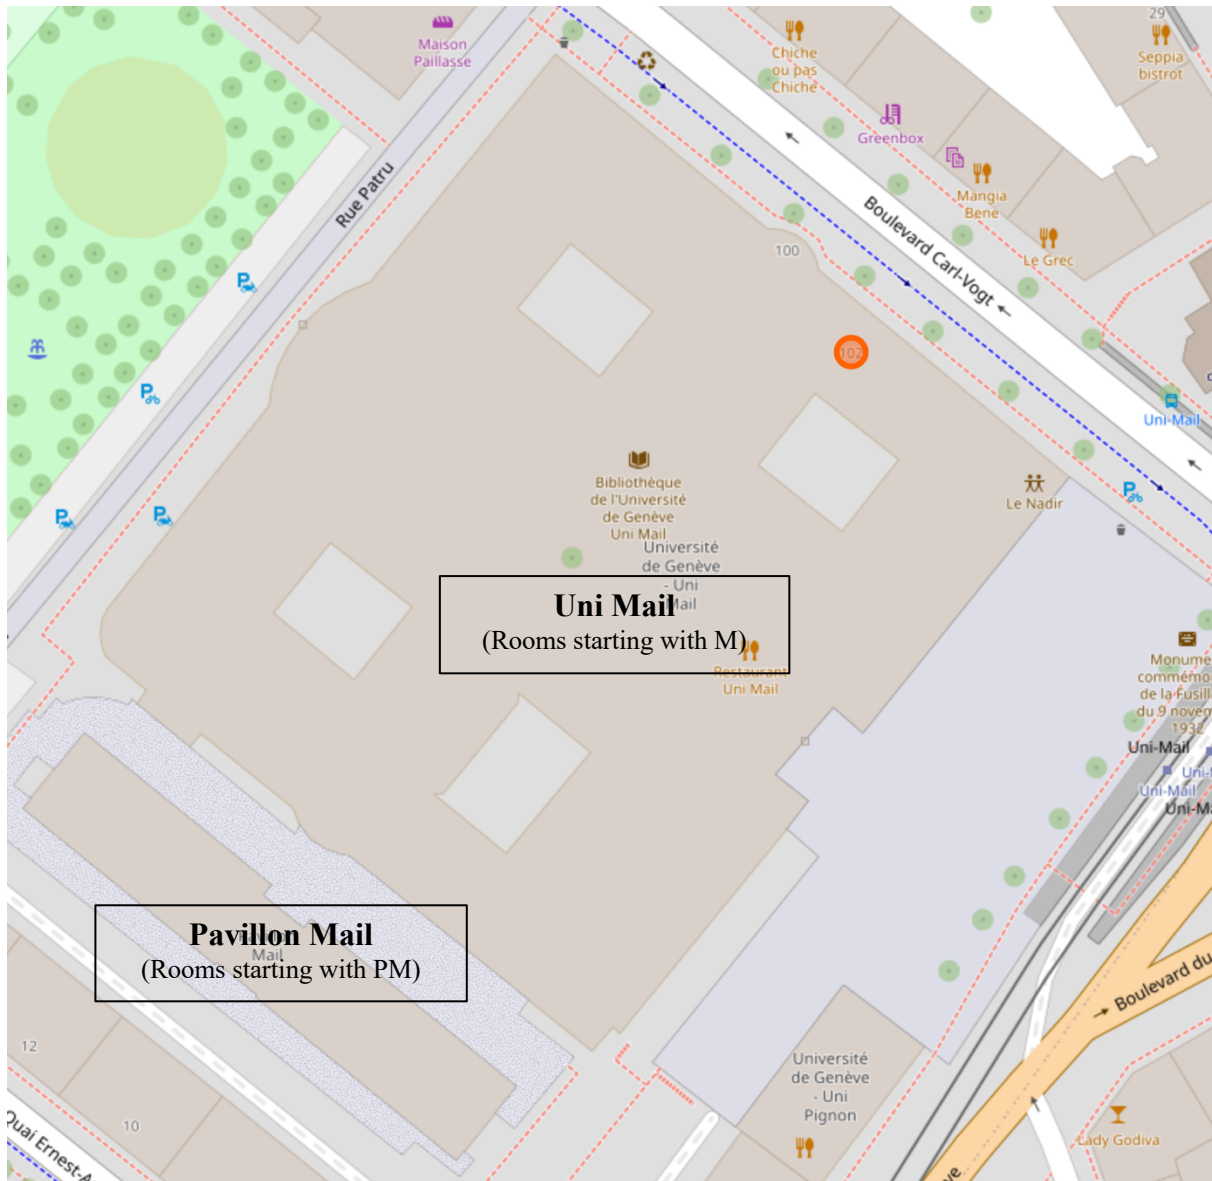 29
Maison
Paillasse
Chiche
ou pas
Chiche
Seppia
bistrot
Greenbox
Mangia
Bene
Le Grec
Rue Patru
Boulevard Carl-Vogt
100
102
Uni-Mail
Bibliothèque
de l'Université
de Genève
Uni Mail
Le Nadir
Université
de Genève
- Uni
Mail
Uni Mail
(Rooms starting with M)
Restaurant
Uni Mail
Monume
commémo
de la Fusill
du 9 novem
1932
Uni-Mail
Uni-M
Uni-Mail
Uni-Ma
Pavillon Mail
(Rooms starting with PM)
Mail
Boulevard du
12
10
Université
de Genève
- Uni
Pignon
Lady Godiva
Quai Ernest-A
ve